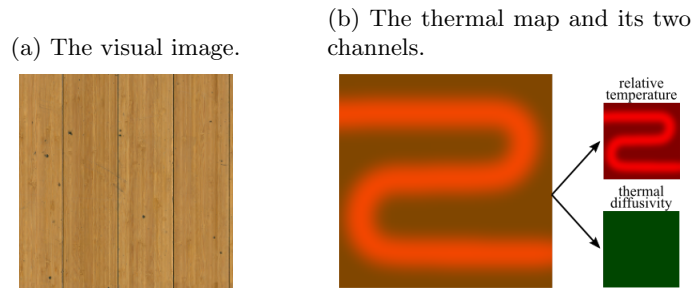 (a) The visual image.
(b) The thermal map and its two
channels.
relative
temperature
thermal
diffusivity